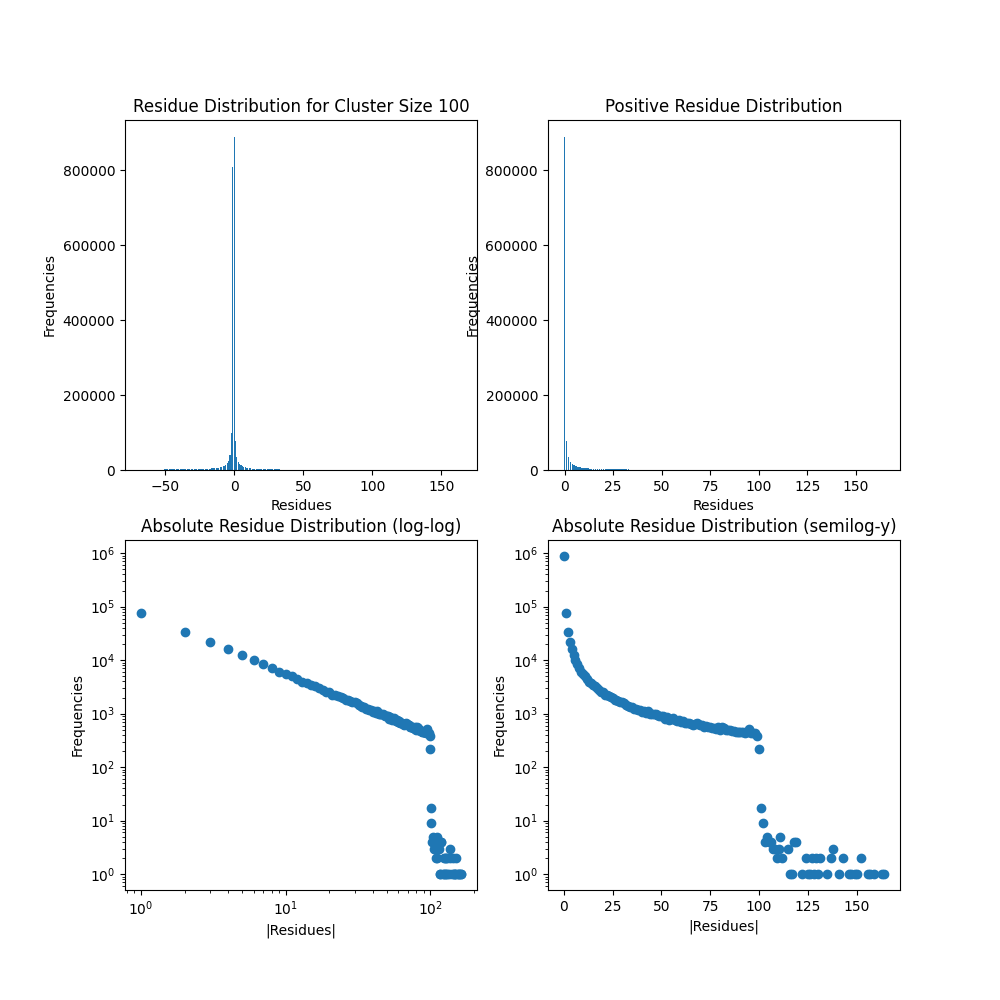 Residue Distribution for Cluster Size 100
800000
600000
400000
200000
0
Frequencies
−50 0 50 100 150
Residues
Positive Residue Distribution
800000
600000
400000
200000
0
Frequencies
0 25 50 75 100 125 150
Residues
Absolute Residue Distribution (log-log)
10⁶
10⁵
10⁴
10³
10²
10¹
10⁰
Frequencies
10⁰ 10¹ 10²
|Residues|
Absolute Residue Distribution (semilog-y)
10⁶
10⁵
10⁴
10³
10²
10¹
10⁰
Frequencies
0 25 50 75 100 125 150
|Residues|